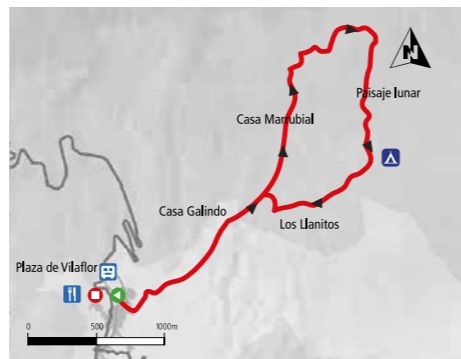 N
Paisaje lunar
Casa Marrubial
Casa Galindo
Los Llanitos
Plaza de Vilaflor
0 500 1000m